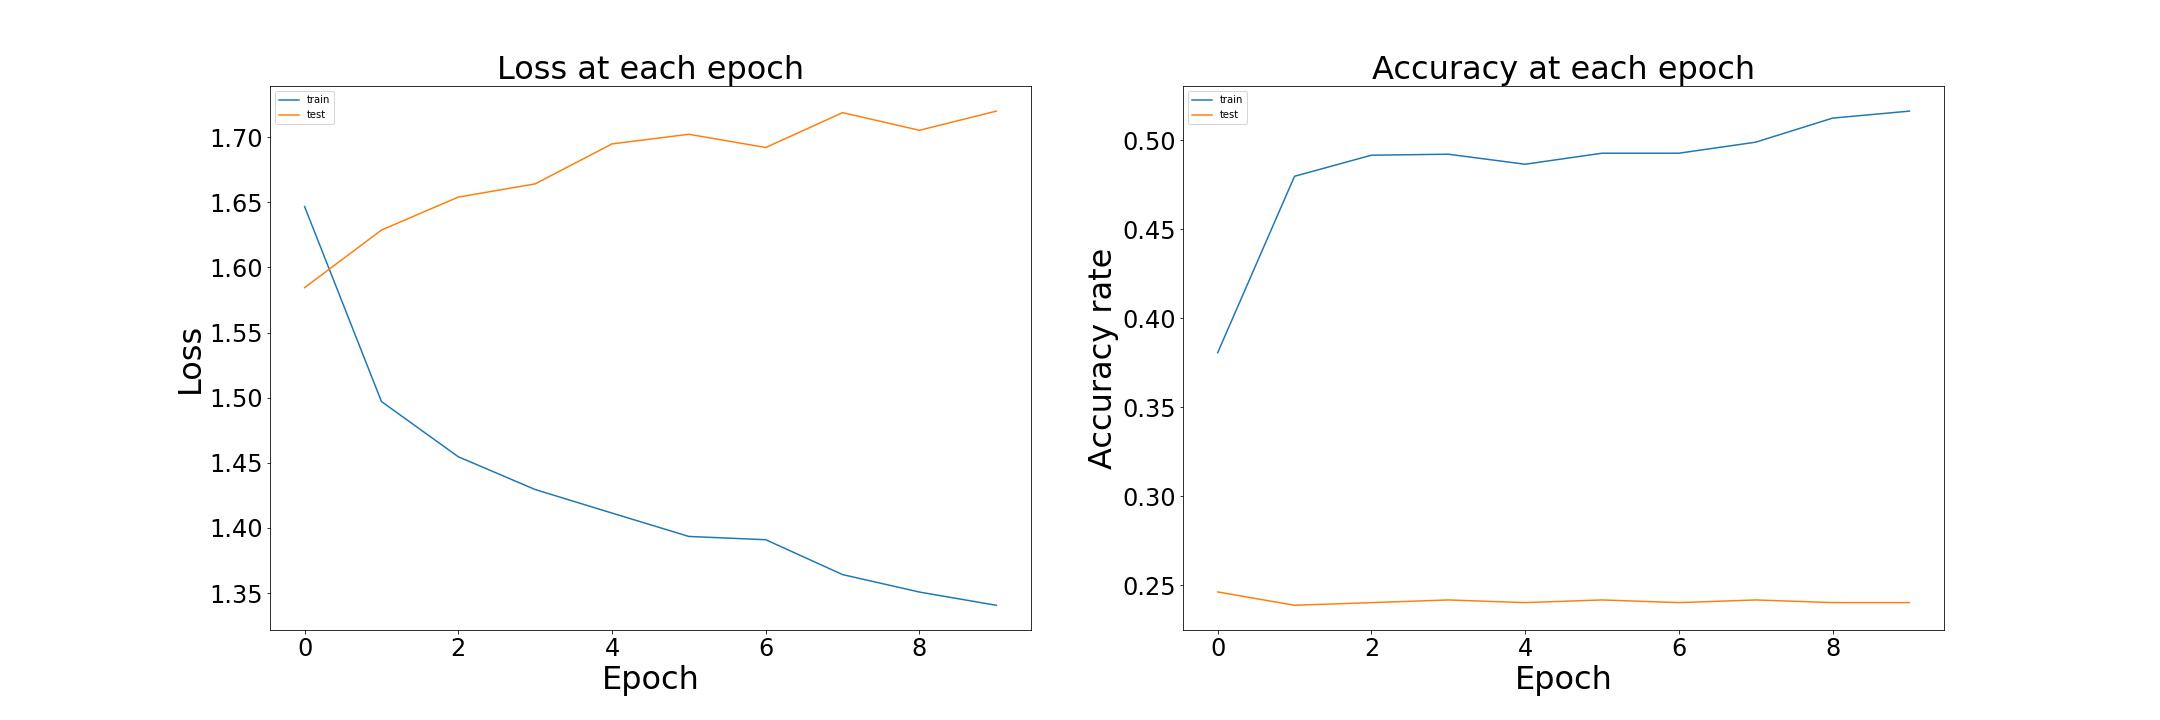 Loss at each epoch
train
test
1.70
1.65
1.60
1.55
1.50
1.45
1.40
1.35
Loss
0 2 4 6 8
Epoch
Accuracy at each epoch
train
test
0.50
0.45
0.40
0.35
0.30
0.25
Accuracy rate
0 2 4 6 8
Epoch